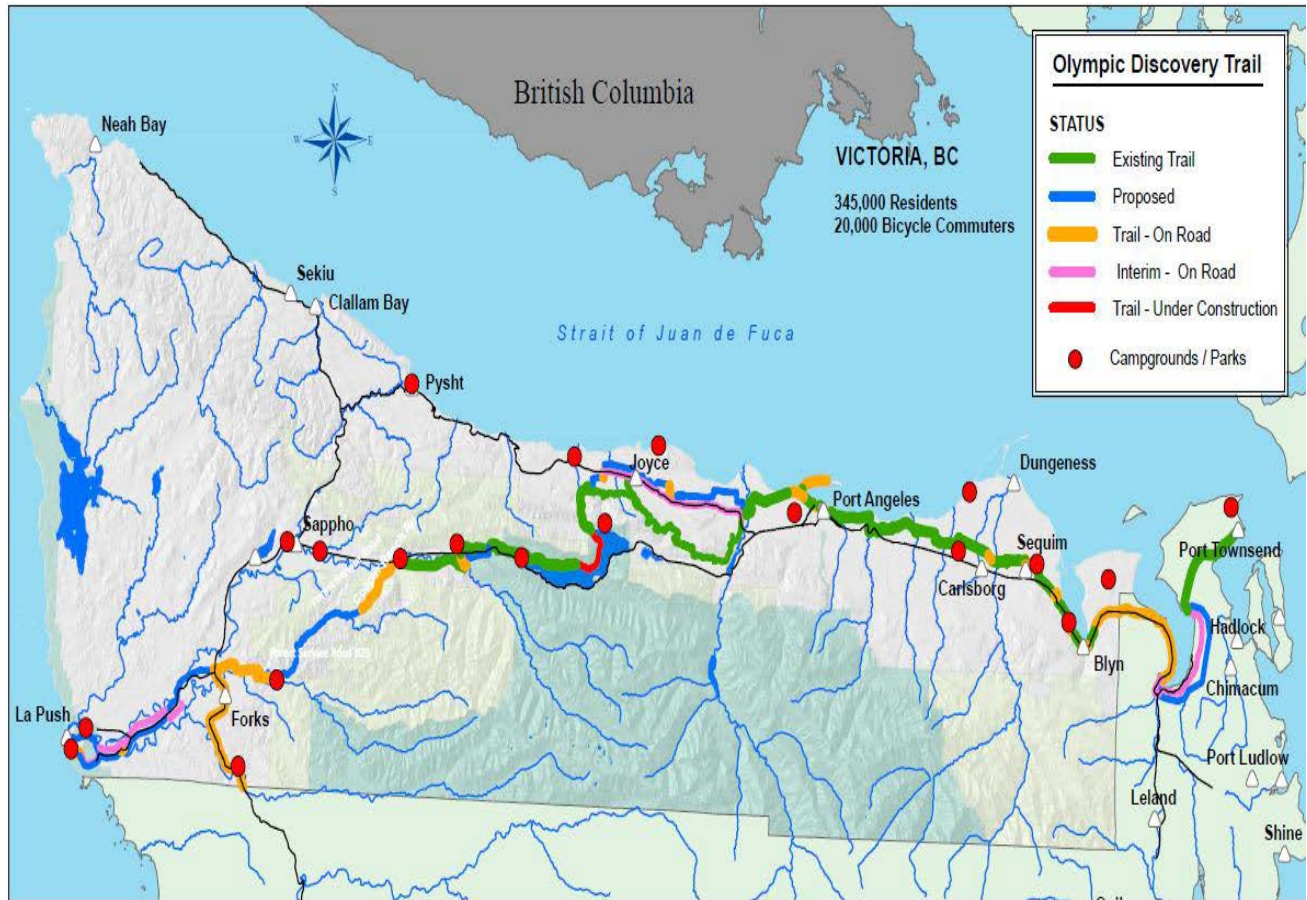 British Columbia
Olympic Discovery Trail
STATUS
Existing Trail
Proposed
Trail - On Road
Interim - On Road
Trail - Under Construction
Campgrounds / Parks
N
W
E
S
Neah Bay
VICTORIA, BC
345,000 Residents
20,000 Bicycle Commuters
Sekiu
Clallam Bay
Strait of Juan de Fuca
Pysht
Joyce
Dungeness
Port Angeles
Sappho
Sequim
Port Townsend
Carlsborg
Hadlock
Blyn
Chimacum
La Push
Forks
Port Ludlow
Leland
Shine